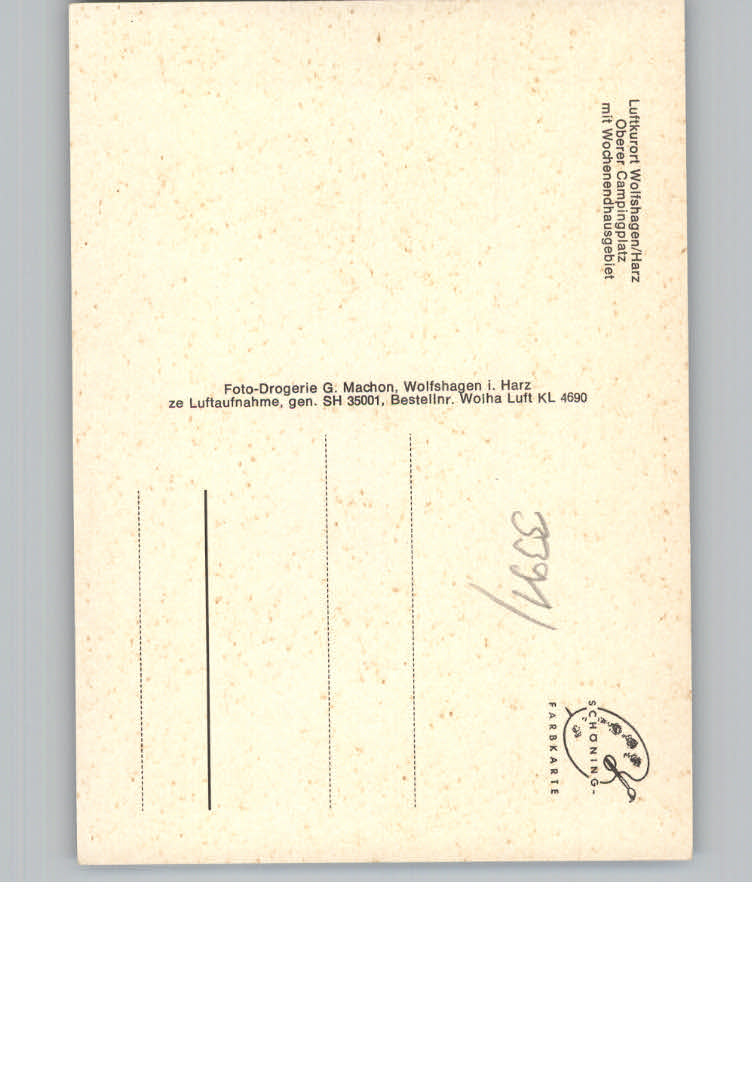 Luftkurort Wolfshagen/Harz
Oberer Campingplatz
mit Wochenendhausgebiet
Foto-Drogerie G. Machon, Wolfshagen i. Harz
ze Luftaufnahme, gen. SH 35001, Bestellnr. Wolha Luft KL 4690
SCHÖNING-
FARBKARTE